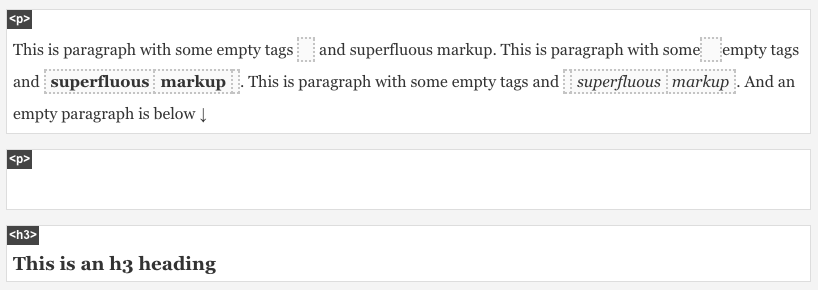 <p>
This is paragraph with some empty tags and superfluous markup. This is paragraph with some empty tags
and superfluous markup . This is paragraph with some empty tags and superfluous markup . And an
empty paragraph is below ↓
<p>
<h3>
This is an h3 heading